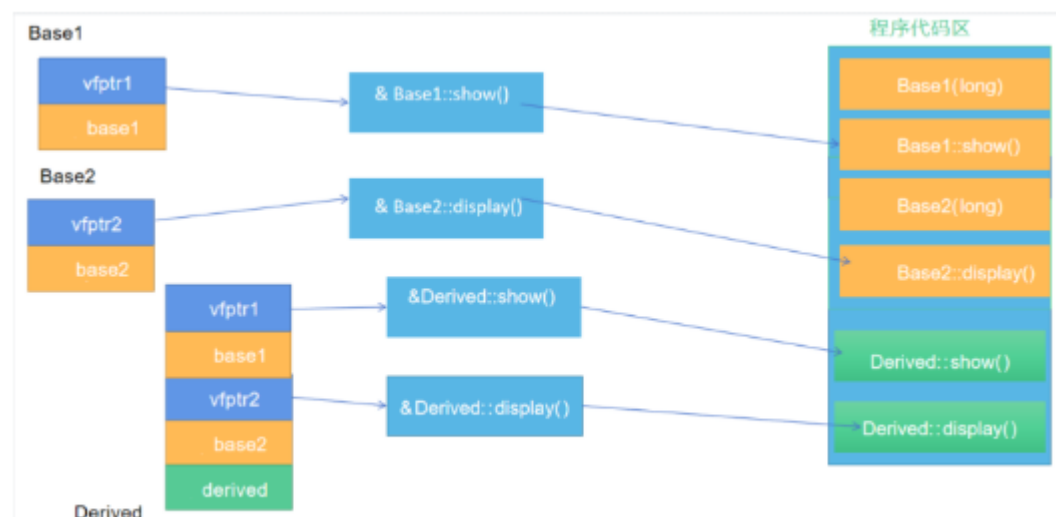 Base1
vfptr1
base1
& Base1::show()
程序代码区
Base1(long)
Base1::show()
Base2
vfptr2
base2
& Base2::display()
Base2(long)
Base2::display()
vfptr1
base1
vfptr2
base2
derived
Derived
&Derived::show()
&Derived::display()
Derived::show()
Derived::display()